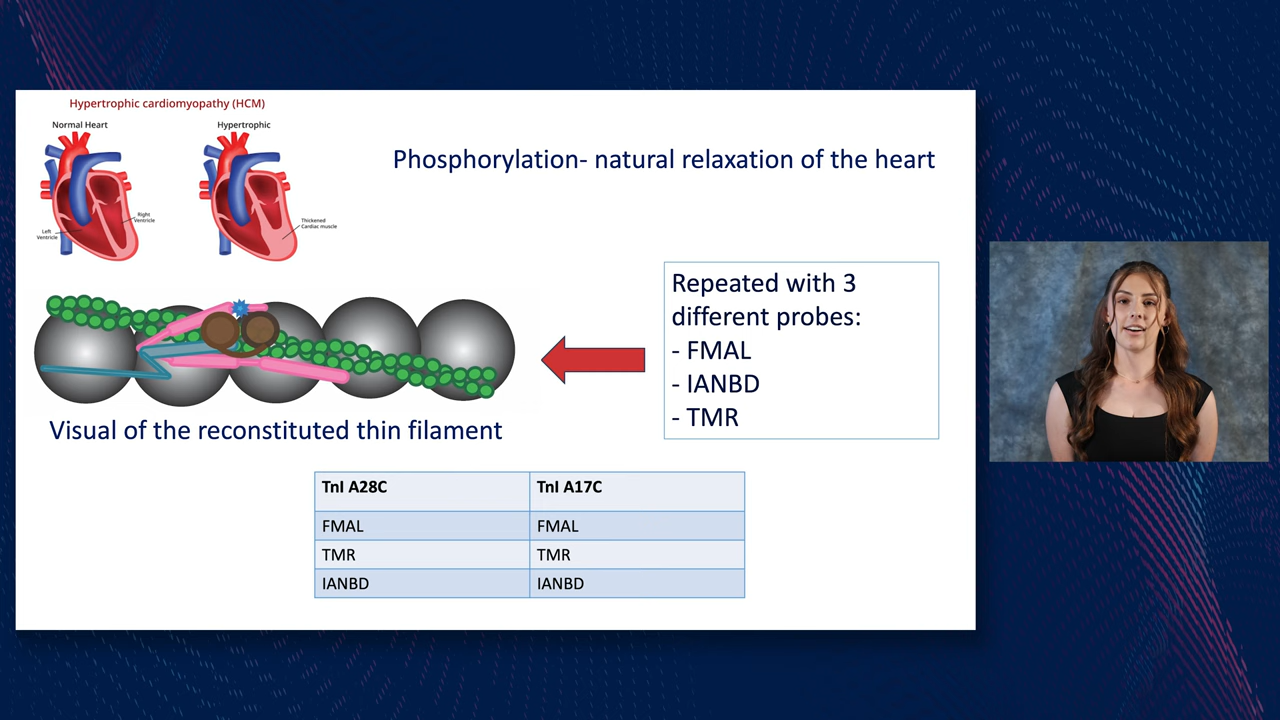 Hypertrophic cardiomyopathy (HCM)
Normal Heart
Hypertrophic
Right
Ventricle
Left
Ventricle
Thickened
Cardiac muscle
Phosphorylation- natural relaxation of the heart
Repeated with 3
different probes:
- FMAL
- IANBD
- TMR
Visual of the reconstituted thin filament
TnI A28C TnI A17C
FMAL FMAL
TMR TMR
IANBD IANBD